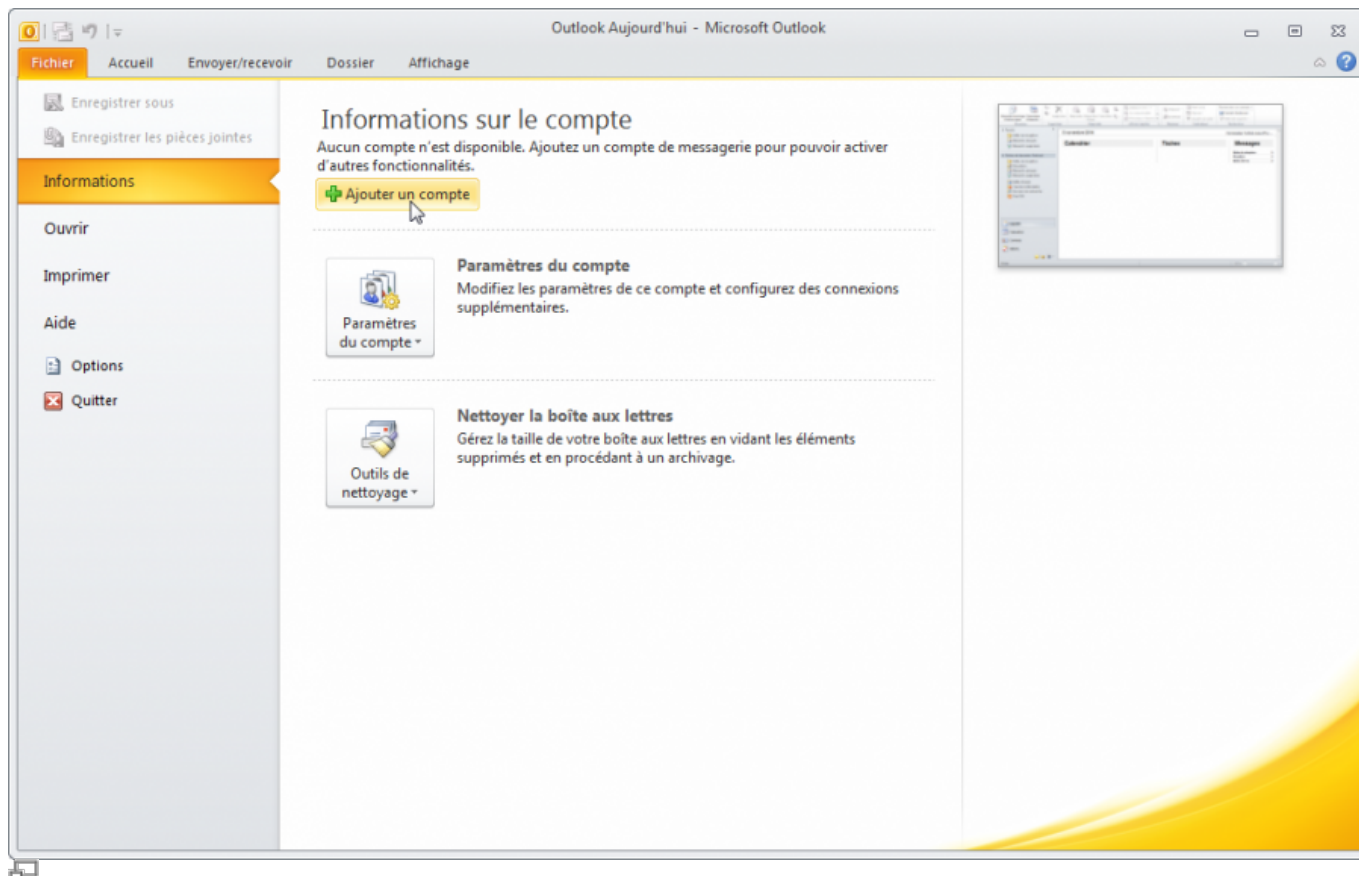 Outlook Aujourd'hui - Microsoft Outlook
Fichier Accueil Envoyer/recevoir Dossier Affichage
Enregistrer sous
Enregistrer les pièces jointes
Informations
Ouvrir
Imprimer
Aide
Options
Quitter
Informations sur le compte
Aucun compte n'est disponible. Ajoutez un compte de messagerie pour pouvoir activer
d'autres fonctionnalités.
Ajouter un compte
Paramètres
du compte
Paramètres du compte
Modifiez les paramètres de ce compte et configurez des connexions
supplémentaires.
Outils de
nettoyage
Nettoyer la boîte aux lettres
Gérez la taille de votre boîte aux lettres en vidant les éléments
supprimés et en procédant à un archivage.
Calendrier Tâches Messages